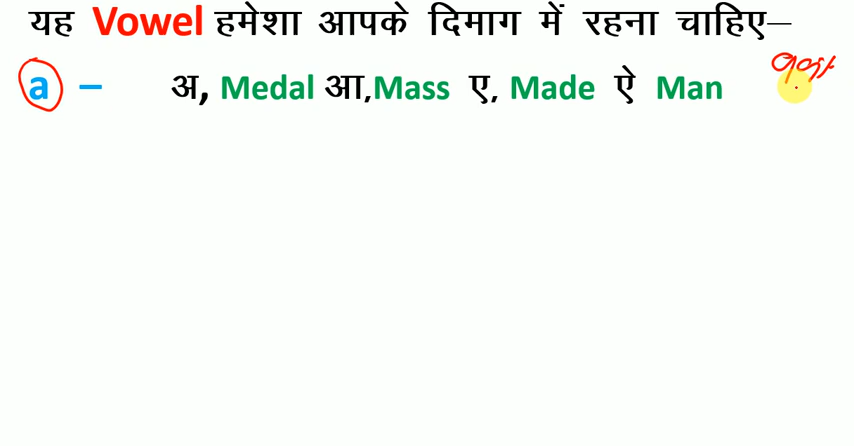 यह Vowel हमेशा आपके दिमाग में रहना चाहिए–
a – अ, Medal आ,Mass ए, Made ऐ Man